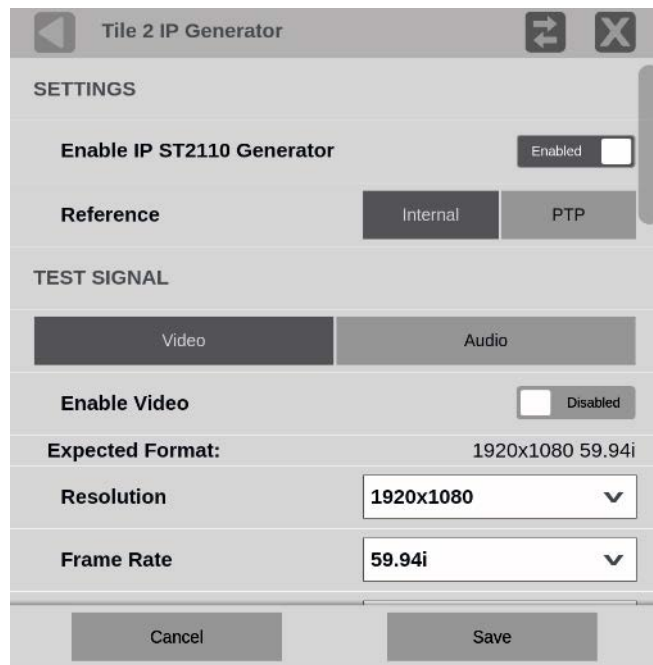 Tile 2 IP Generator
SETTINGS
Enable IP ST2110 Generator Enabled
Reference Internal PTP
TEST SIGNAL
Video Audio
Enable Video Disabled
Expected Format: 1920x1080 59.94i
Resolution 1920x1080
Frame Rate 59.94i
Cancel Save